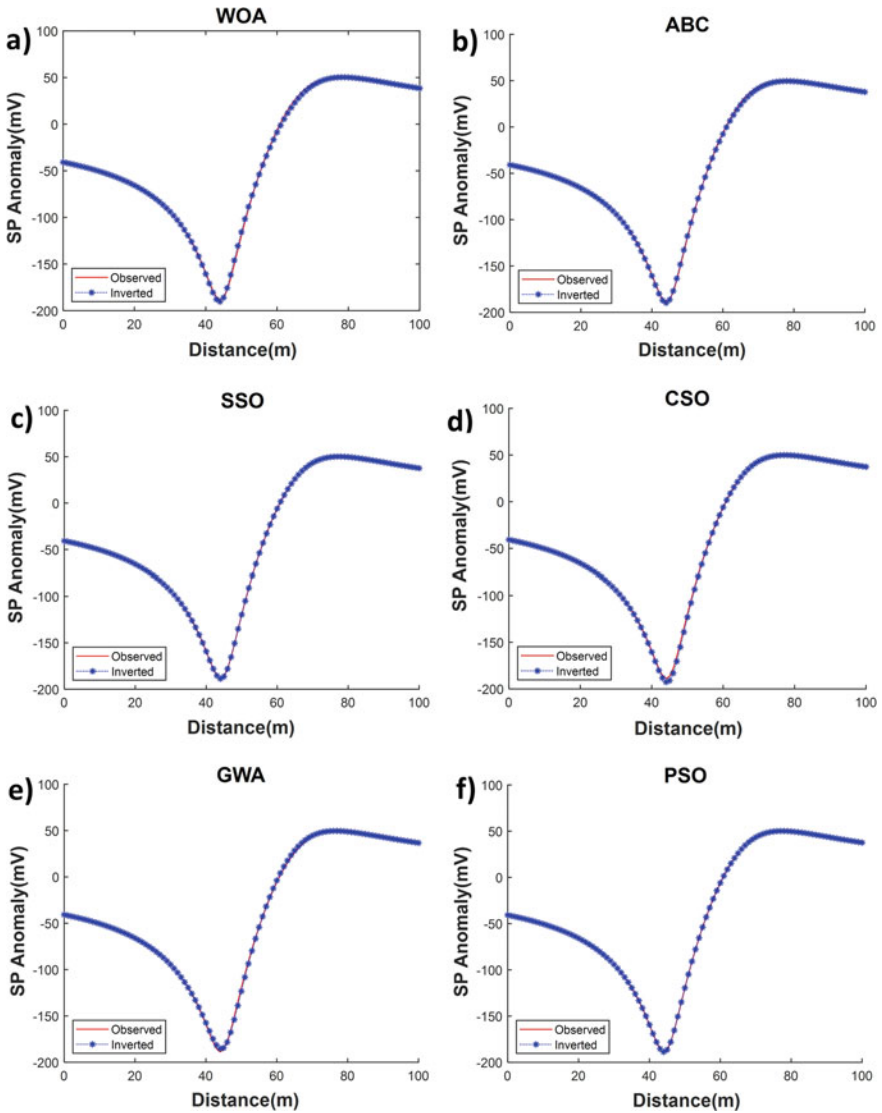 a)
WOA
SP Anomaly(mV)
100
50
0
-50
-100
-150
-200
Observed
Inverted
0 20 40 60 80 100
Distance(m)
b)
ABC
SP Anomaly(mV)
100
50
0
-50
-100
-150
-200
Observed
Inverted
0 20 40 60 80 100
Distance(m)
c)
SSO
SP Anomaly(mV)
100
50
0
-50
-100
-150
-200
Observed
Inverted
0 20 40 60 80 100
Distance(m)
d)
CSO
SP Anomaly(mV)
100
50
0
-50
-100
-150
-200
Observed
Inverted
0 20 40 60 80 100
Distance(m)
e)
GWA
SP Anomaly(mV)
100
50
0
-50
-100
-150
-200
Observed
Inverted
0 20 40 60 80 100
Distance(m)
f)
PSO
SP Anomaly(mV)
100
50
0
-50
-100
-150
-200
Observed
Inverted
0 20 40 60 80 100
Distance(m)